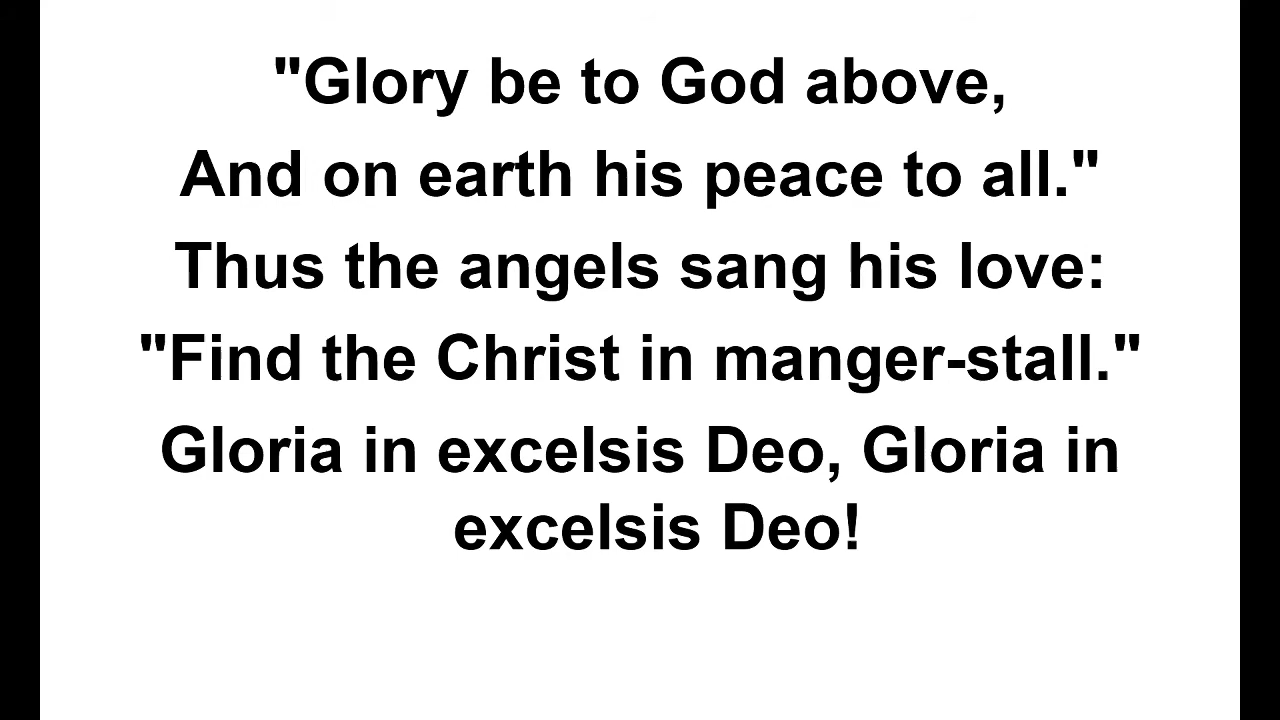 "Glory be to God above,
And on earth his peace to all."
Thus the angels sang his love:
"Find the Christ in manger-stall."
Gloria in excelsis Deo, Gloria in
excelsis Deo!